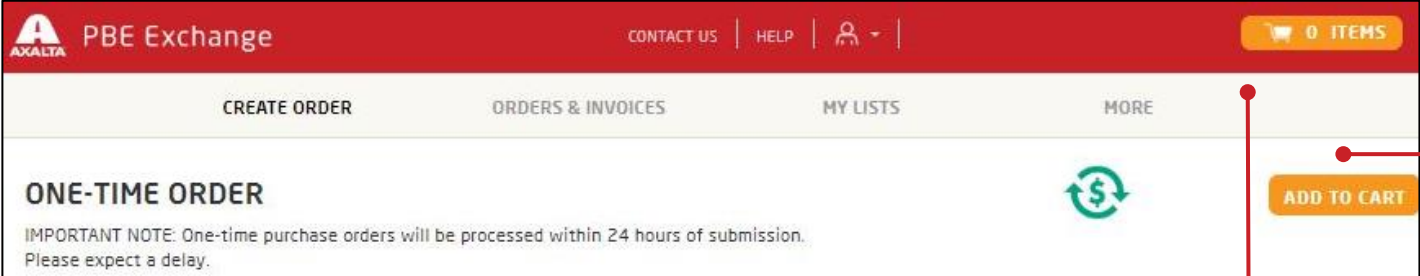 AXALTA PBE Exchange CONTACT US HELP 0 ITEMS
CREATE ORDER ORDERS & INVOICES MY LISTS MORE
ONE-TIME ORDER
ADD TO CART
IMPORTANT NOTE: One-time purchase orders will be processed within 24 hours of submission.
Please expect a delay.